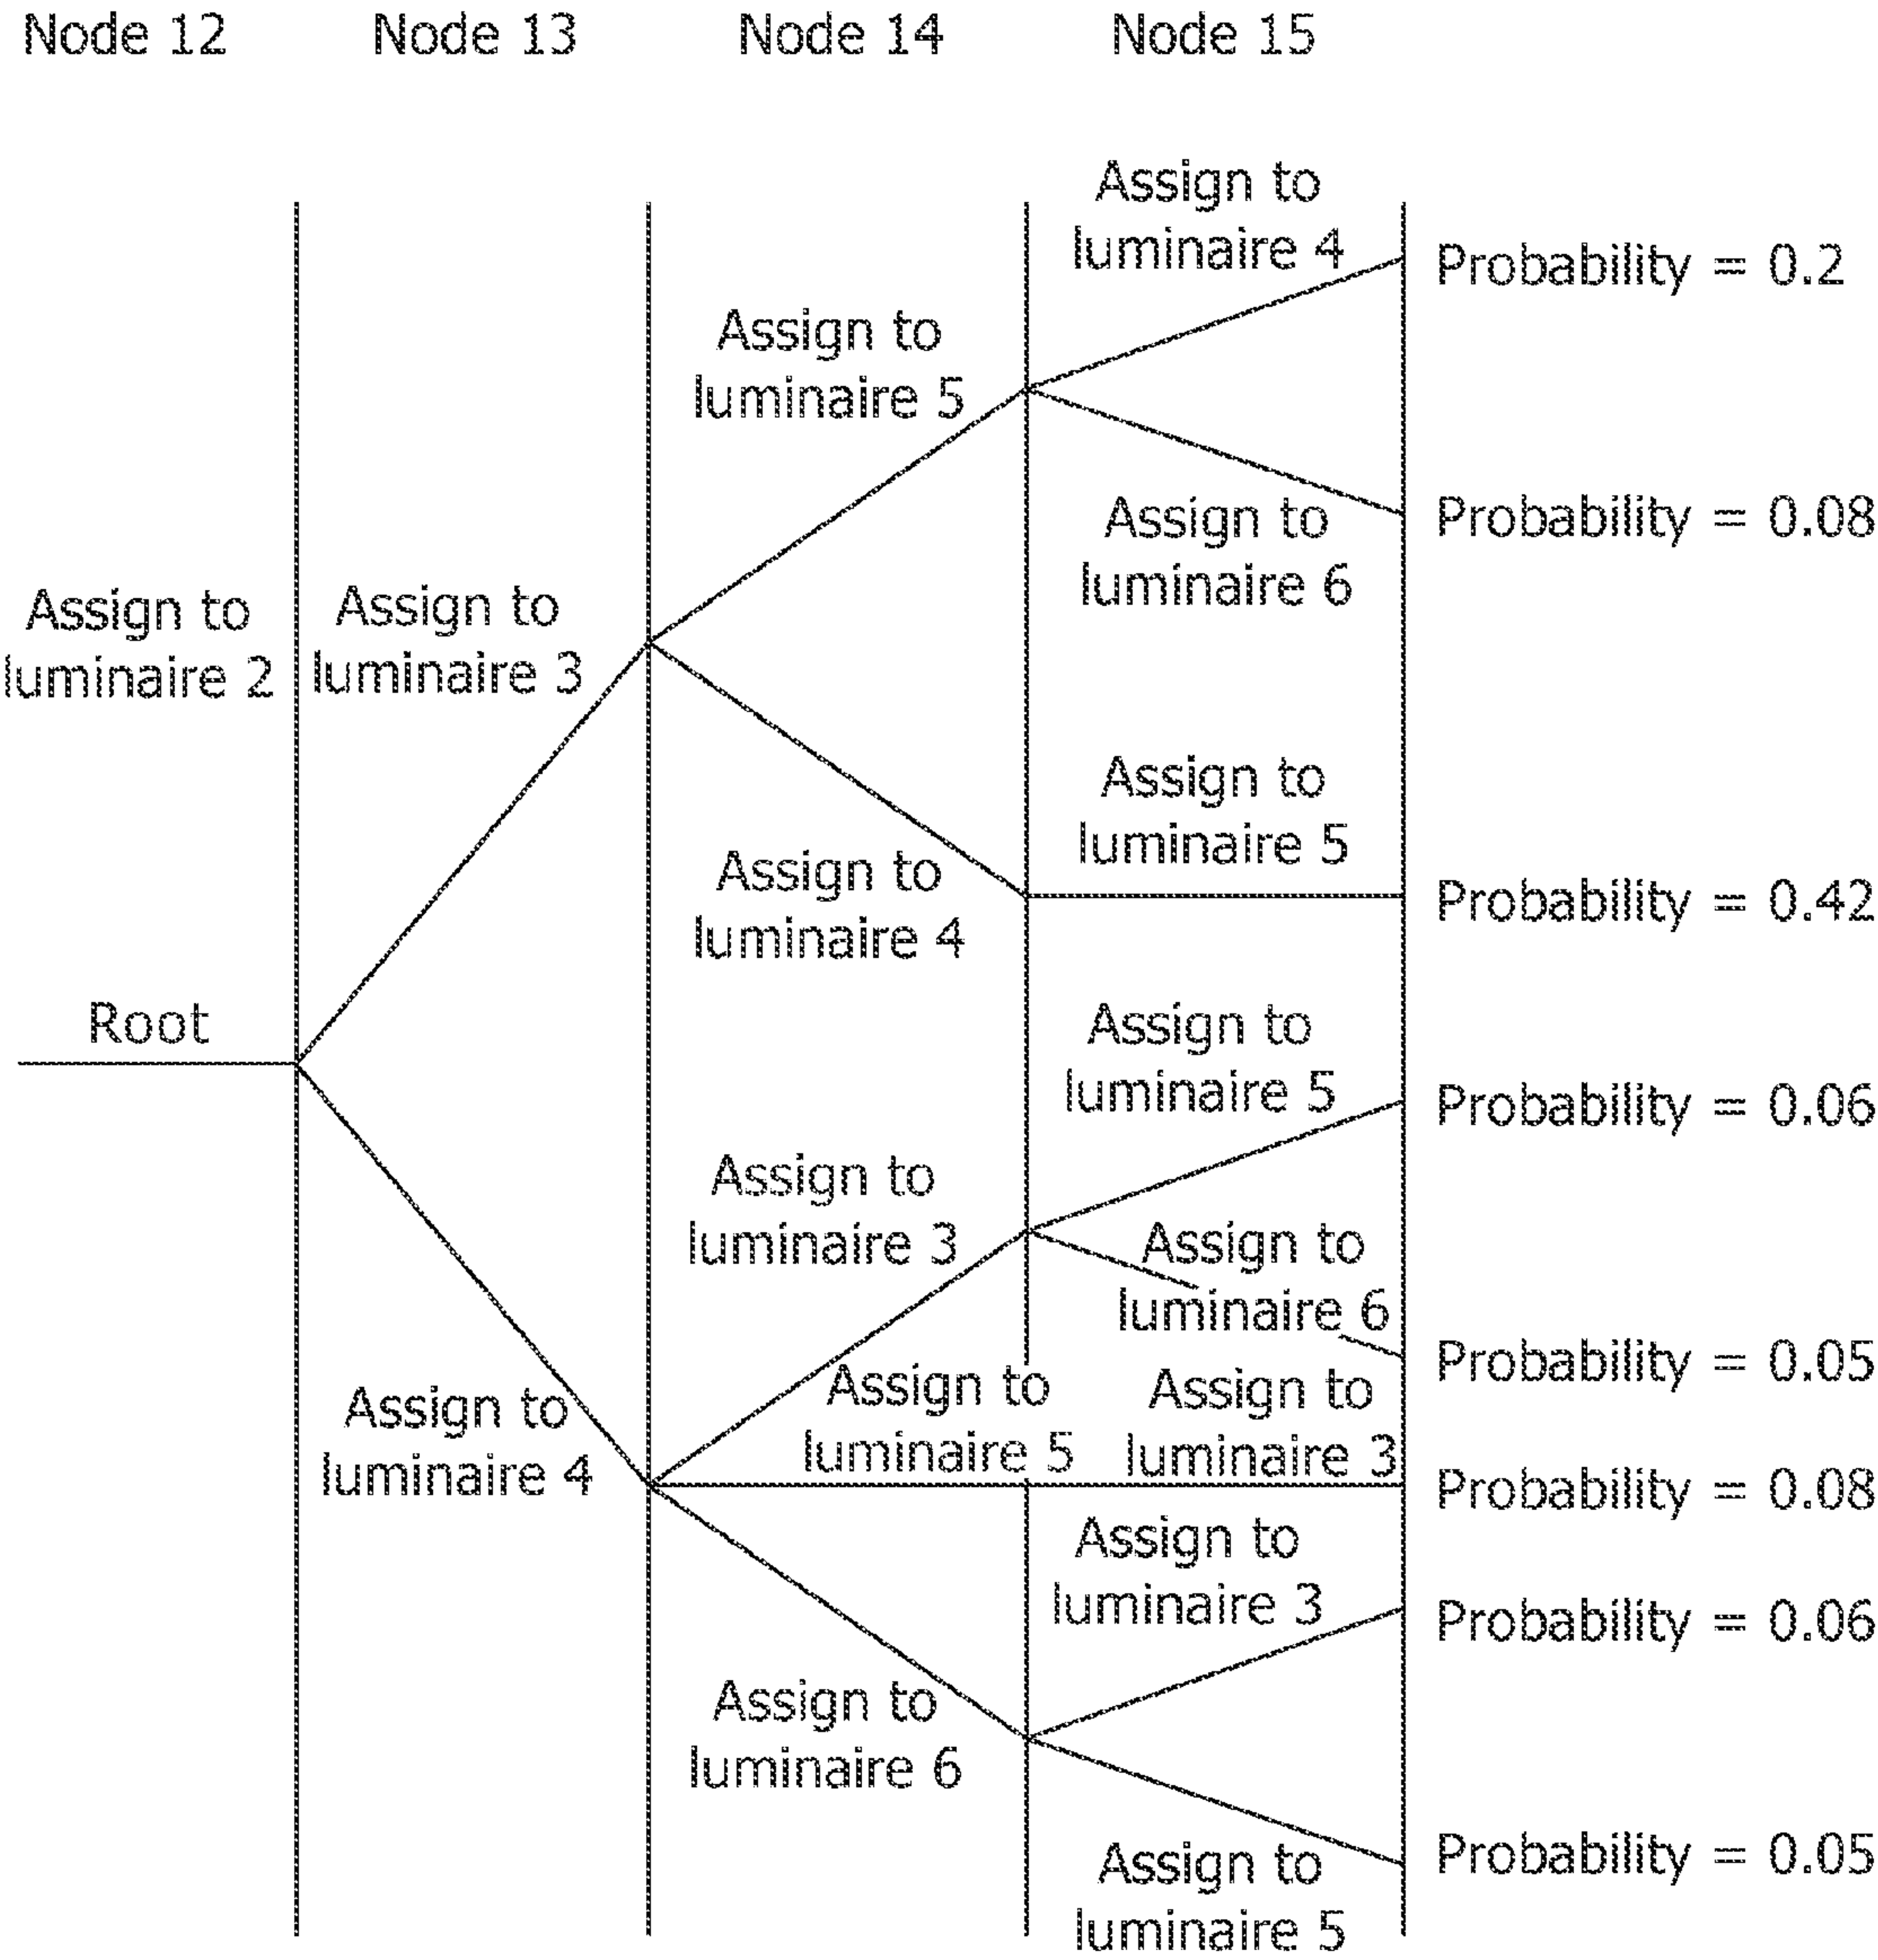 Node 12
Node 13
Node 14
Node 15
Assign to
luminaire 2
Root
Assign to
luminaire 3
Assign to
luminaire 4
Assign to
luminaire 5
Assign to
luminaire 4
Assign to
luminaire 3
Assign to
luminaire 5
Assign to
luminaire 6
Assign to
luminaire 4
Assign to
luminaire 6
Assign to
luminaire 5
Assign to
luminaire 5
Assign to
luminaire 6
Assign to
luminaire 3
Assign to
luminaire 3
Assign to
luminaire 5
Probability = 0.2
Probability = 0.08
Probability = 0.42
Probability = 0.06
Probability = 0.05
Probability = 0.08
Probability = 0.06
Probability = 0.05